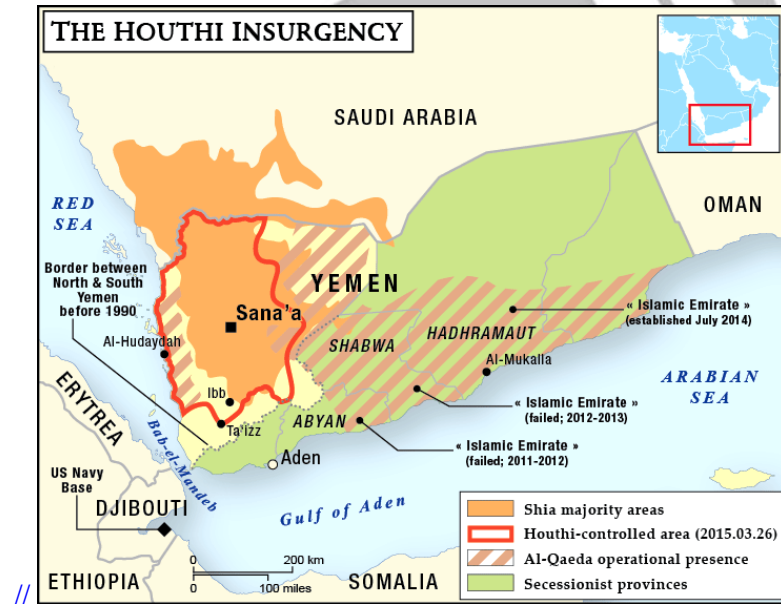 THE HOUTHI INSURGENCY
SAUDI ARABIA
OMAN
RED
SEA
Border between
North & South
Yemen
before 1990
YEMEN
Sana'a
« Islamic Emirate »
(established July 2014)
SHABWA
HADHRAMAUT
Al-Hudaydah
Al-Mukalla
ARABIAN
SEA
ERYTREA
Ibb
« Islamic Emirate »
(failed; 2012-2013)
Ta'izz
ABYAN
Bab-el-Mandeb
« Islamic Emirate »
(failed; 2011-2012)
Aden
US Navy
Base
DJIBOUTI
Gulf of Aden
Shia majority areas
Houthi-controlled area (2015.03.26)
Al-Qaeda operational presence
Secessionist provinces
0 200 km
0 100 miles
ETHIOPIA
SOMALIA
//